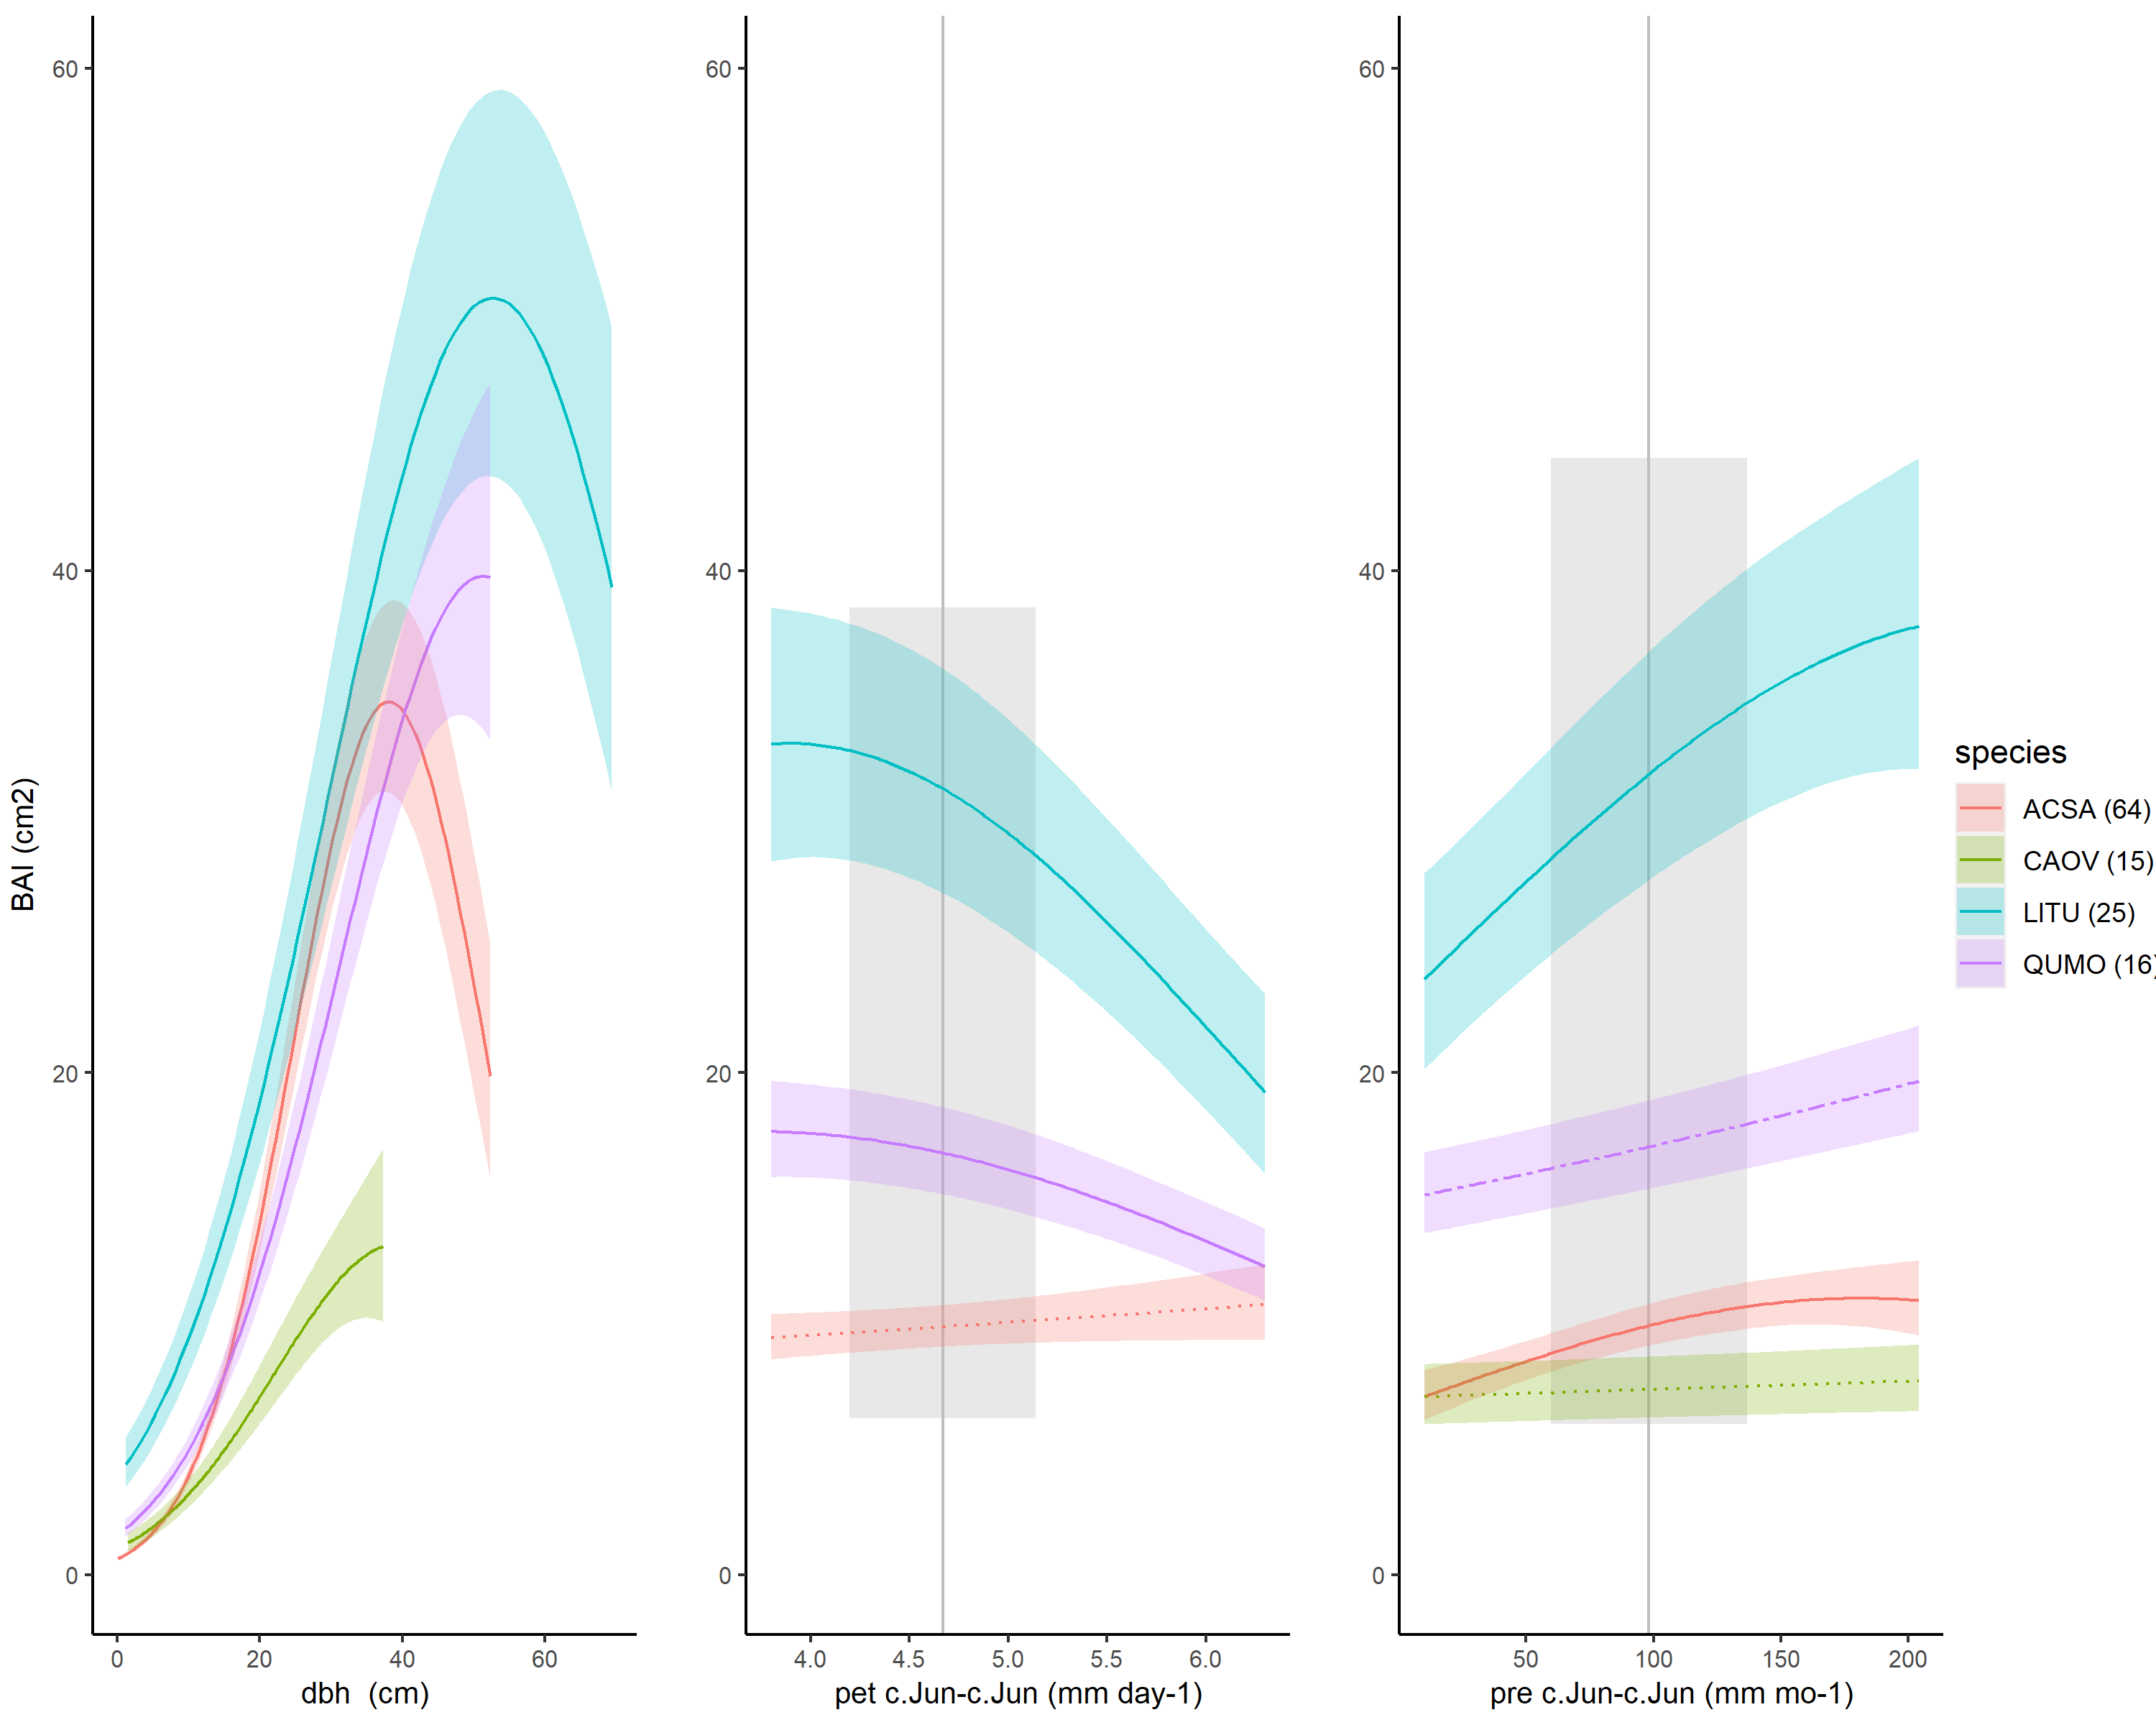 BAI (cm2)
60
40
20
0
0 20 40 60
dbh (cm)
60
40
20
0
4.0 4.5 5.0 5.5 6.0
pet c.Jun-c.Jun (mm day-1)
60
40
20
0
50 100 150 200
pre c.Jun-c.Jun (mm mo-1)
species
ACSA (64)
CAOV (15)
LITU (25)
QUMO (16)